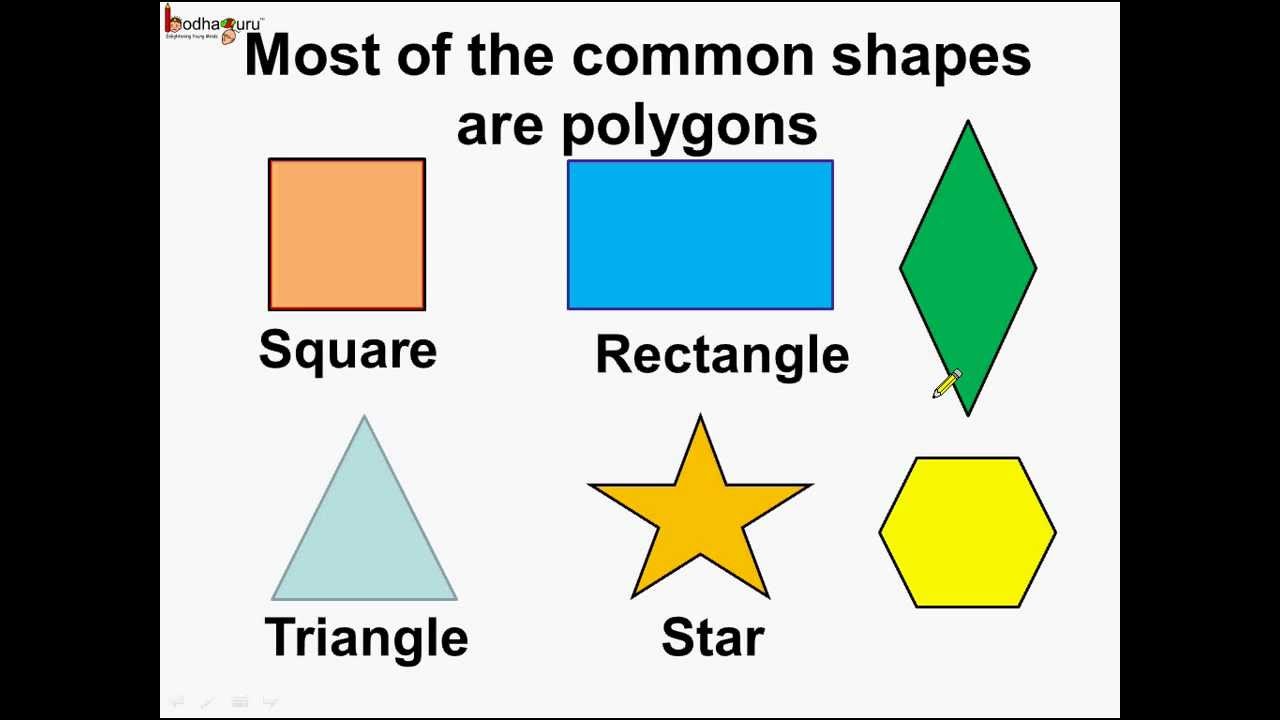 bodhaguru™
Enlightening Young Minds
Most of the common shapes
are polygons
Square
Rectangle
Triangle
Star